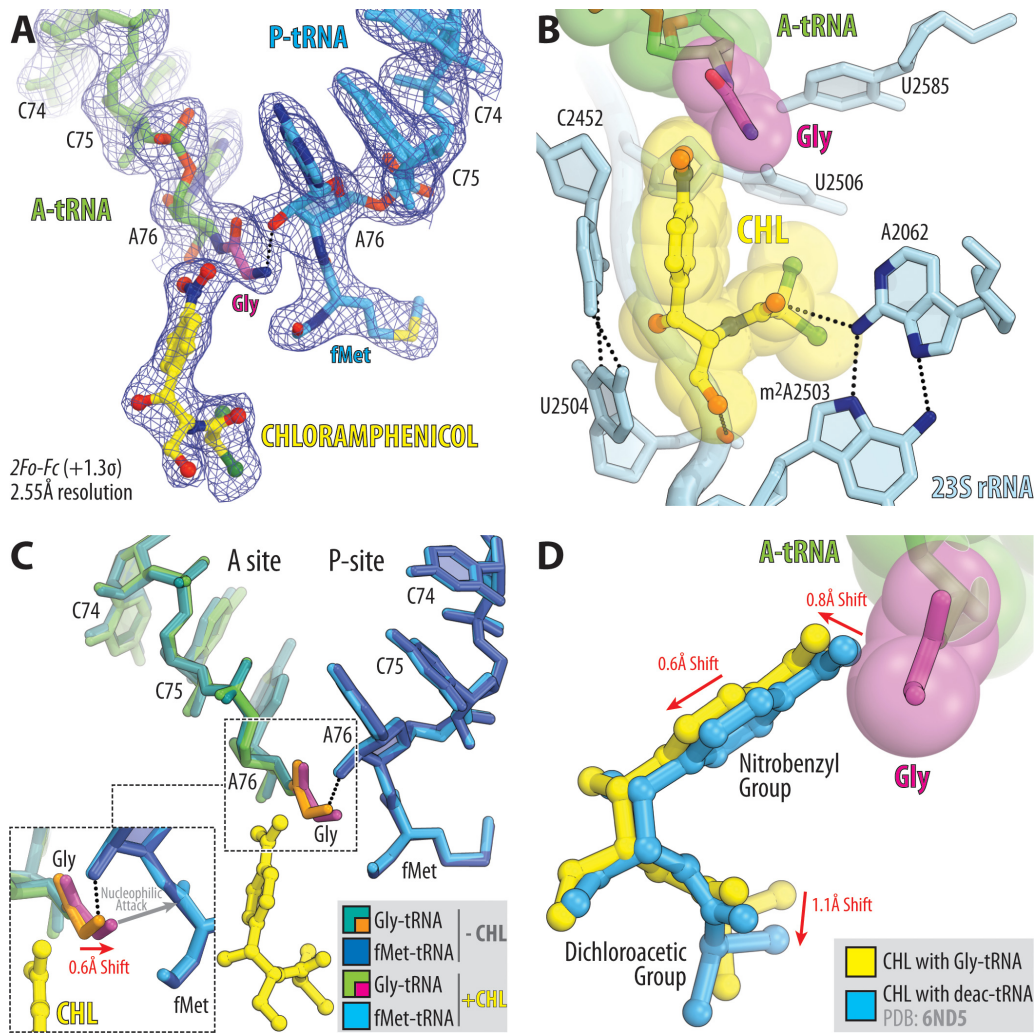 A
P-tRNA
A-tRNA
C74
C75
A76
Gly
A76
C74
C75
fMet
CHLORAMPHENICOL
2Fo-Fc (+1.3σ)
2.55Å resolution
B
A-tRNA
U2585
C2452
Gly
U2506
CHL
A2062
m²A2503
U2504
23S rRNA
C
A site
P-site
C74
C74
C75
C75
A76
A76
Gly
fMet
Gly
Nucleophilic
Attack
0.6Å Shift
CHL
fMet
Gly-tRNA
fMet-tRNA
- CHL
Gly-tRNA
fMet-tRNA
+CHL
D
A-tRNA
0.8Å Shift
0.6Å Shift
Nitrobenzyl
Group
Gly
1.1Å Shift
Dichloroacetic
Group
CHL with Gly-tRNA
CHL with deac-tRNA
PDB: 6ND5